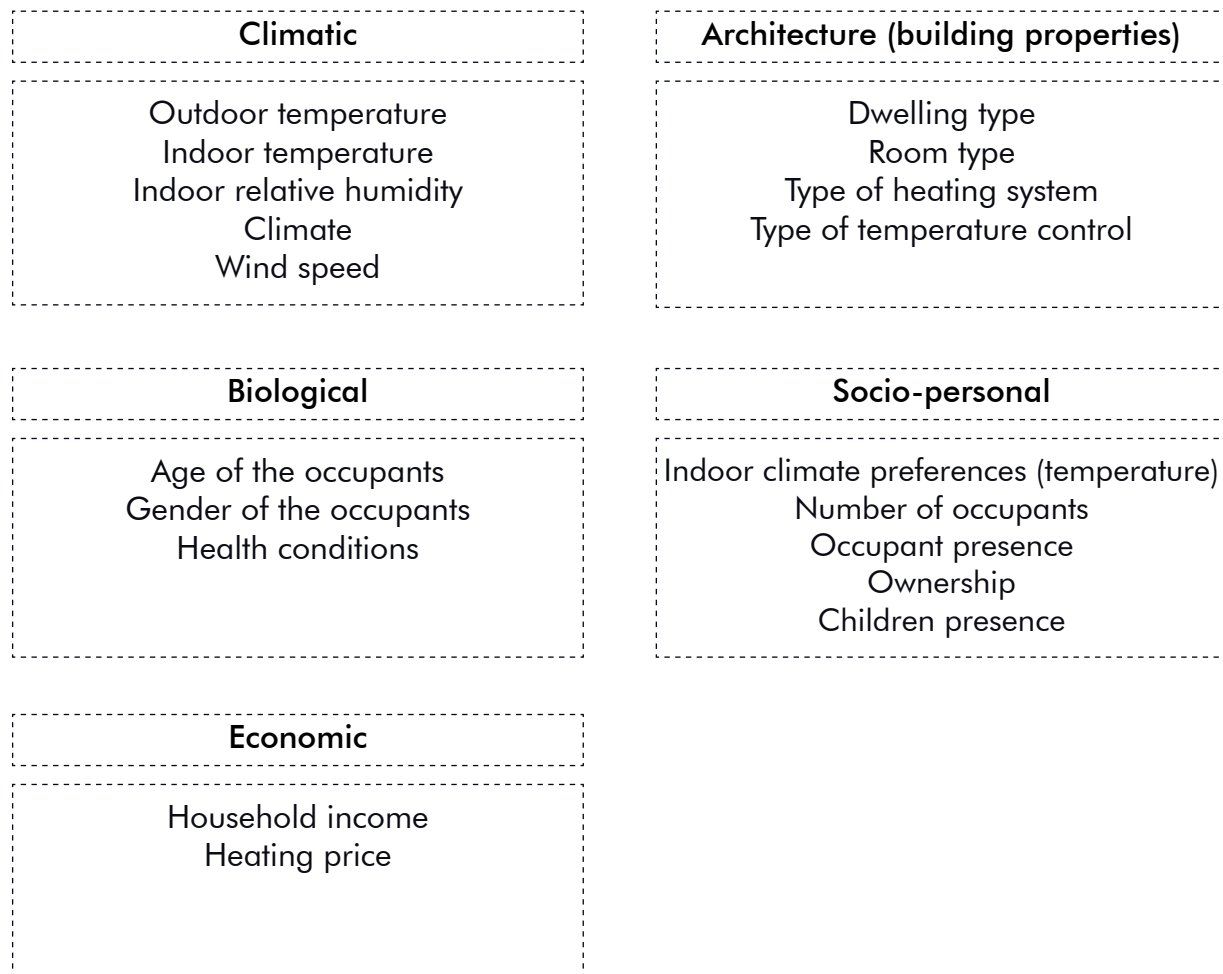 Climatic
Outdoor temperature
Indoor temperature
Indoor relative humidity
Climate
Wind speed
Architecture (building properties)
Dwelling type
Room type
Type of heating system
Type of temperature control
Biological
Age of the occupants
Gender of the occupants
Health conditions
Socio-personal
Indoor climate preferences (temperature)
Number of occupants
Occupant presence
Ownership
Children presence
Economic
Household income
Heating price